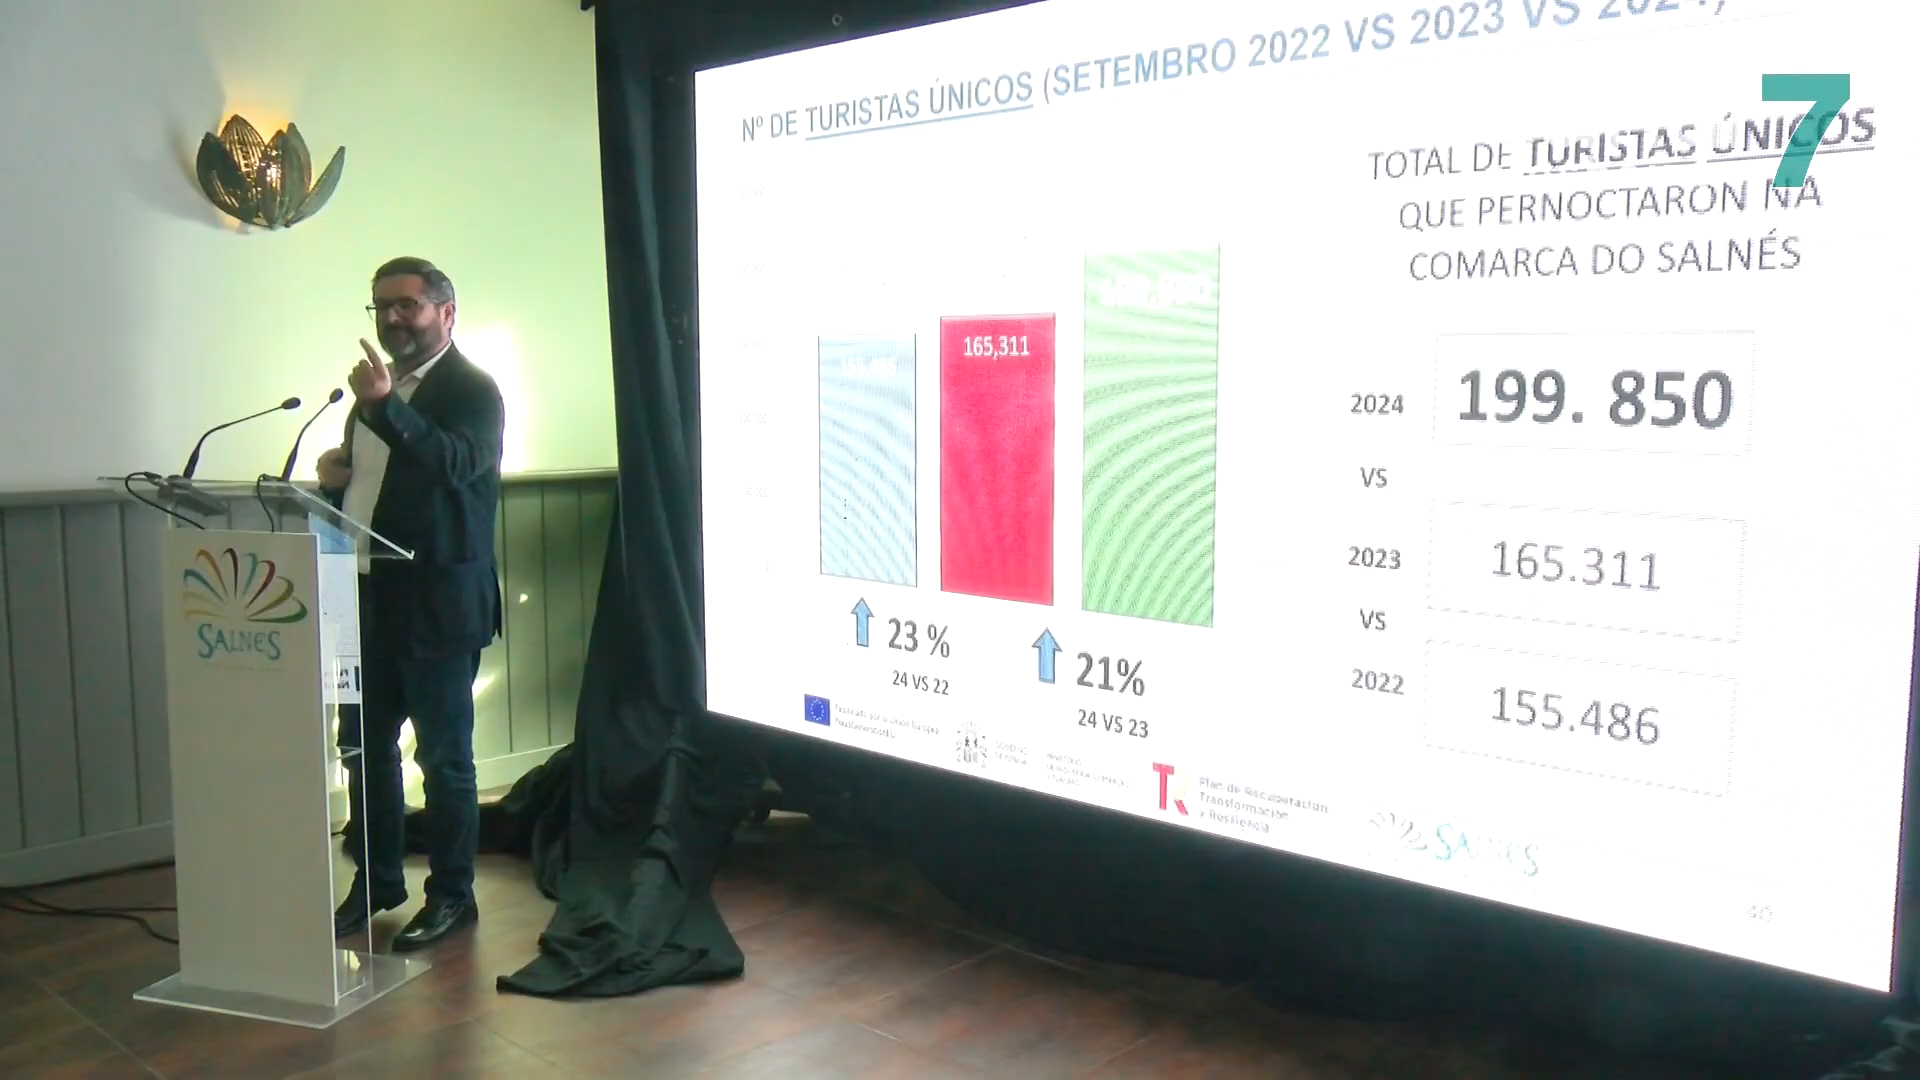 Nº DE TURISTAS ÚNICOS (SETEMBRO 2022 VS 2023 VS 2024)
7
TOTAL DE TURISTAS ÚNICOS
QUE PERNOCTARON NA
COMARCA DO SALNÉS
165,311
2024
199. 850
VS
2023
165.311
VS
2022
155.486
23 %
24 VS 22
21%
24 VS 23
Plan de Recuperación
Transformación
y Resiliencia
SALNES
SALNES